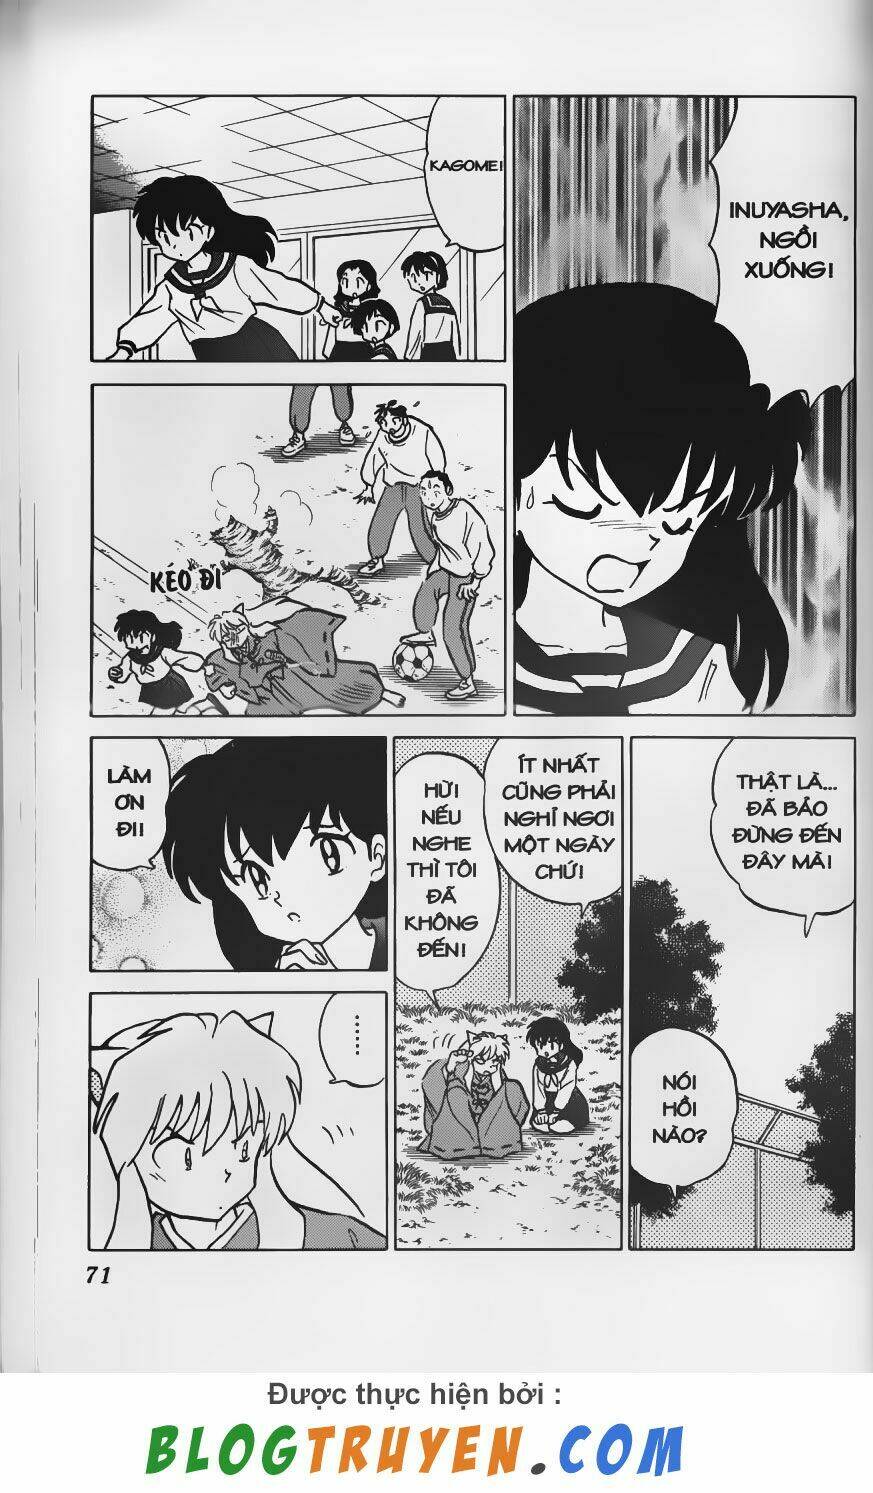 INUYASHA,
NGỒI
XUỐNG!
KAGOME!
KÉO ĐI
THẬT LÀ...
ĐÃ BẢO
ĐỪNG ĐẾN
ĐÂY MÀ!
NÓI
HỒI
NÀO?
ÍT NHẤT
CŨNG PHẢI
NGHỈ NGƠI
MỘT NGÀY
CHỨ!
HỪ!
NẾU
NGHE
THÌ TÔI
ĐÃ
KHÔNG
ĐẾN!
LÀM
ƠN
ĐI!
......
71
Được thực hiện bởi :
BLOGTRUYEN.COM